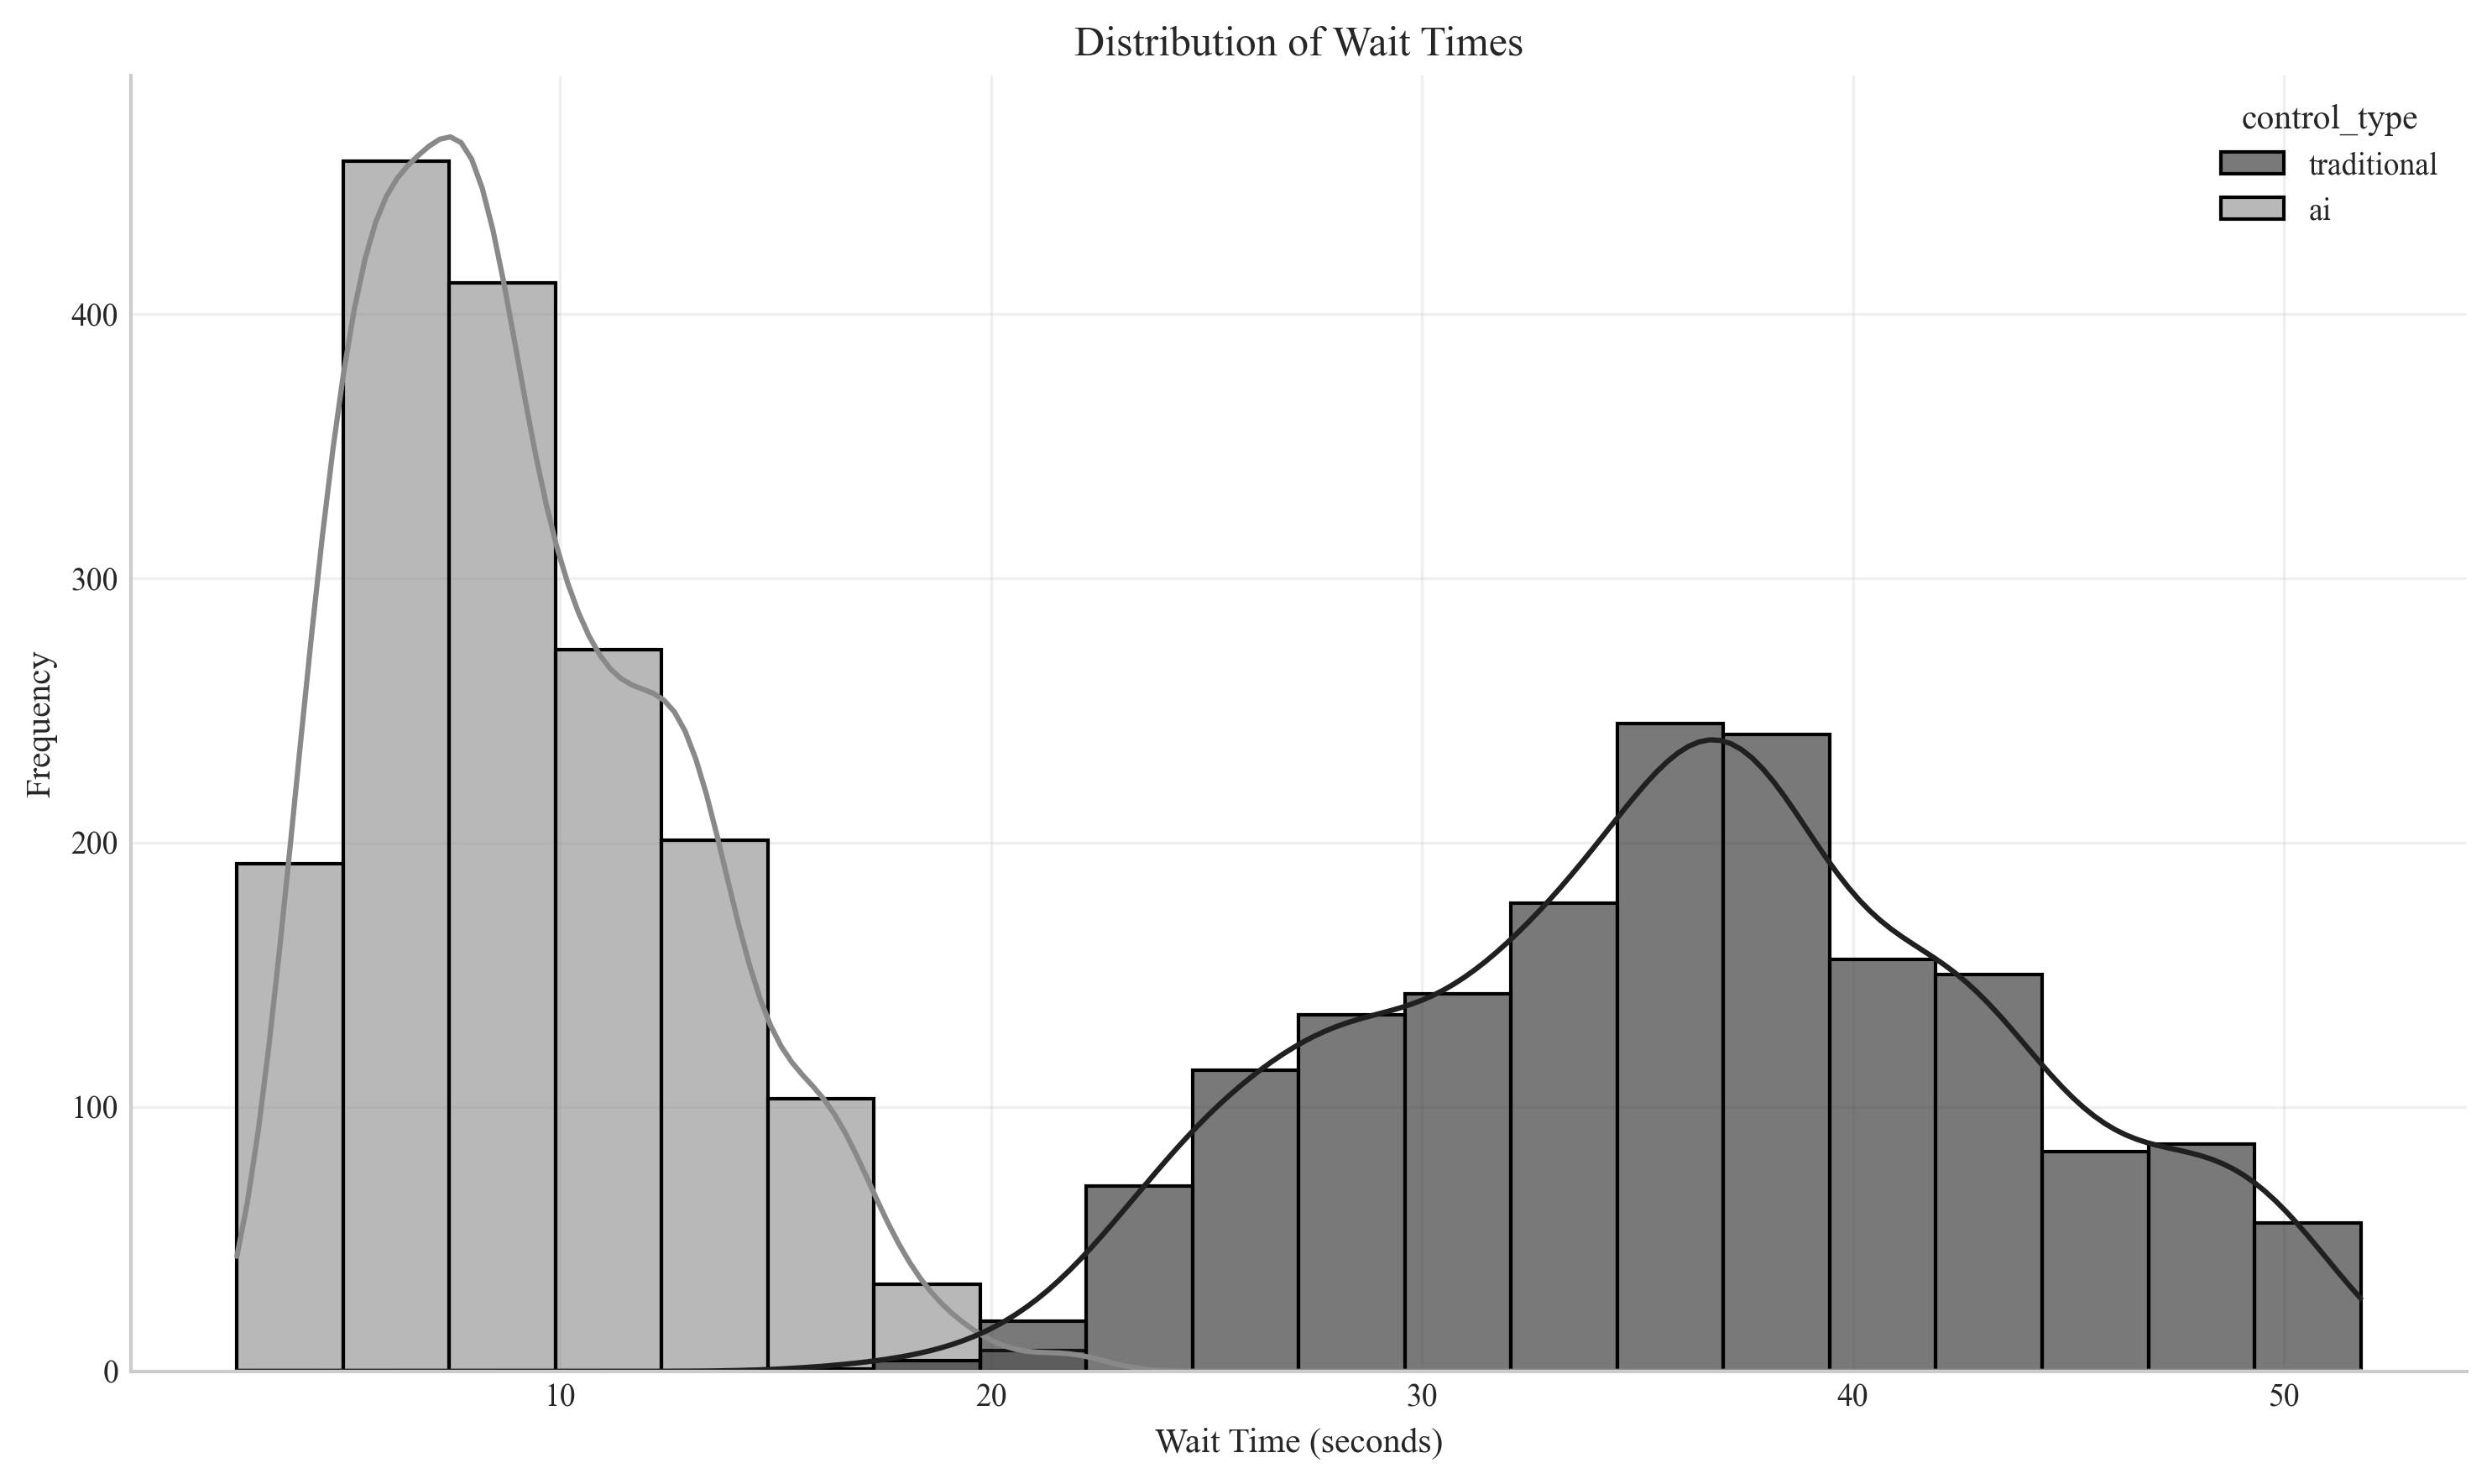 Distribution of Wait Times
control_type
traditional
ai
Frequency
400
300
200
100
0
10 20 30 40 50
Wait Time (seconds)